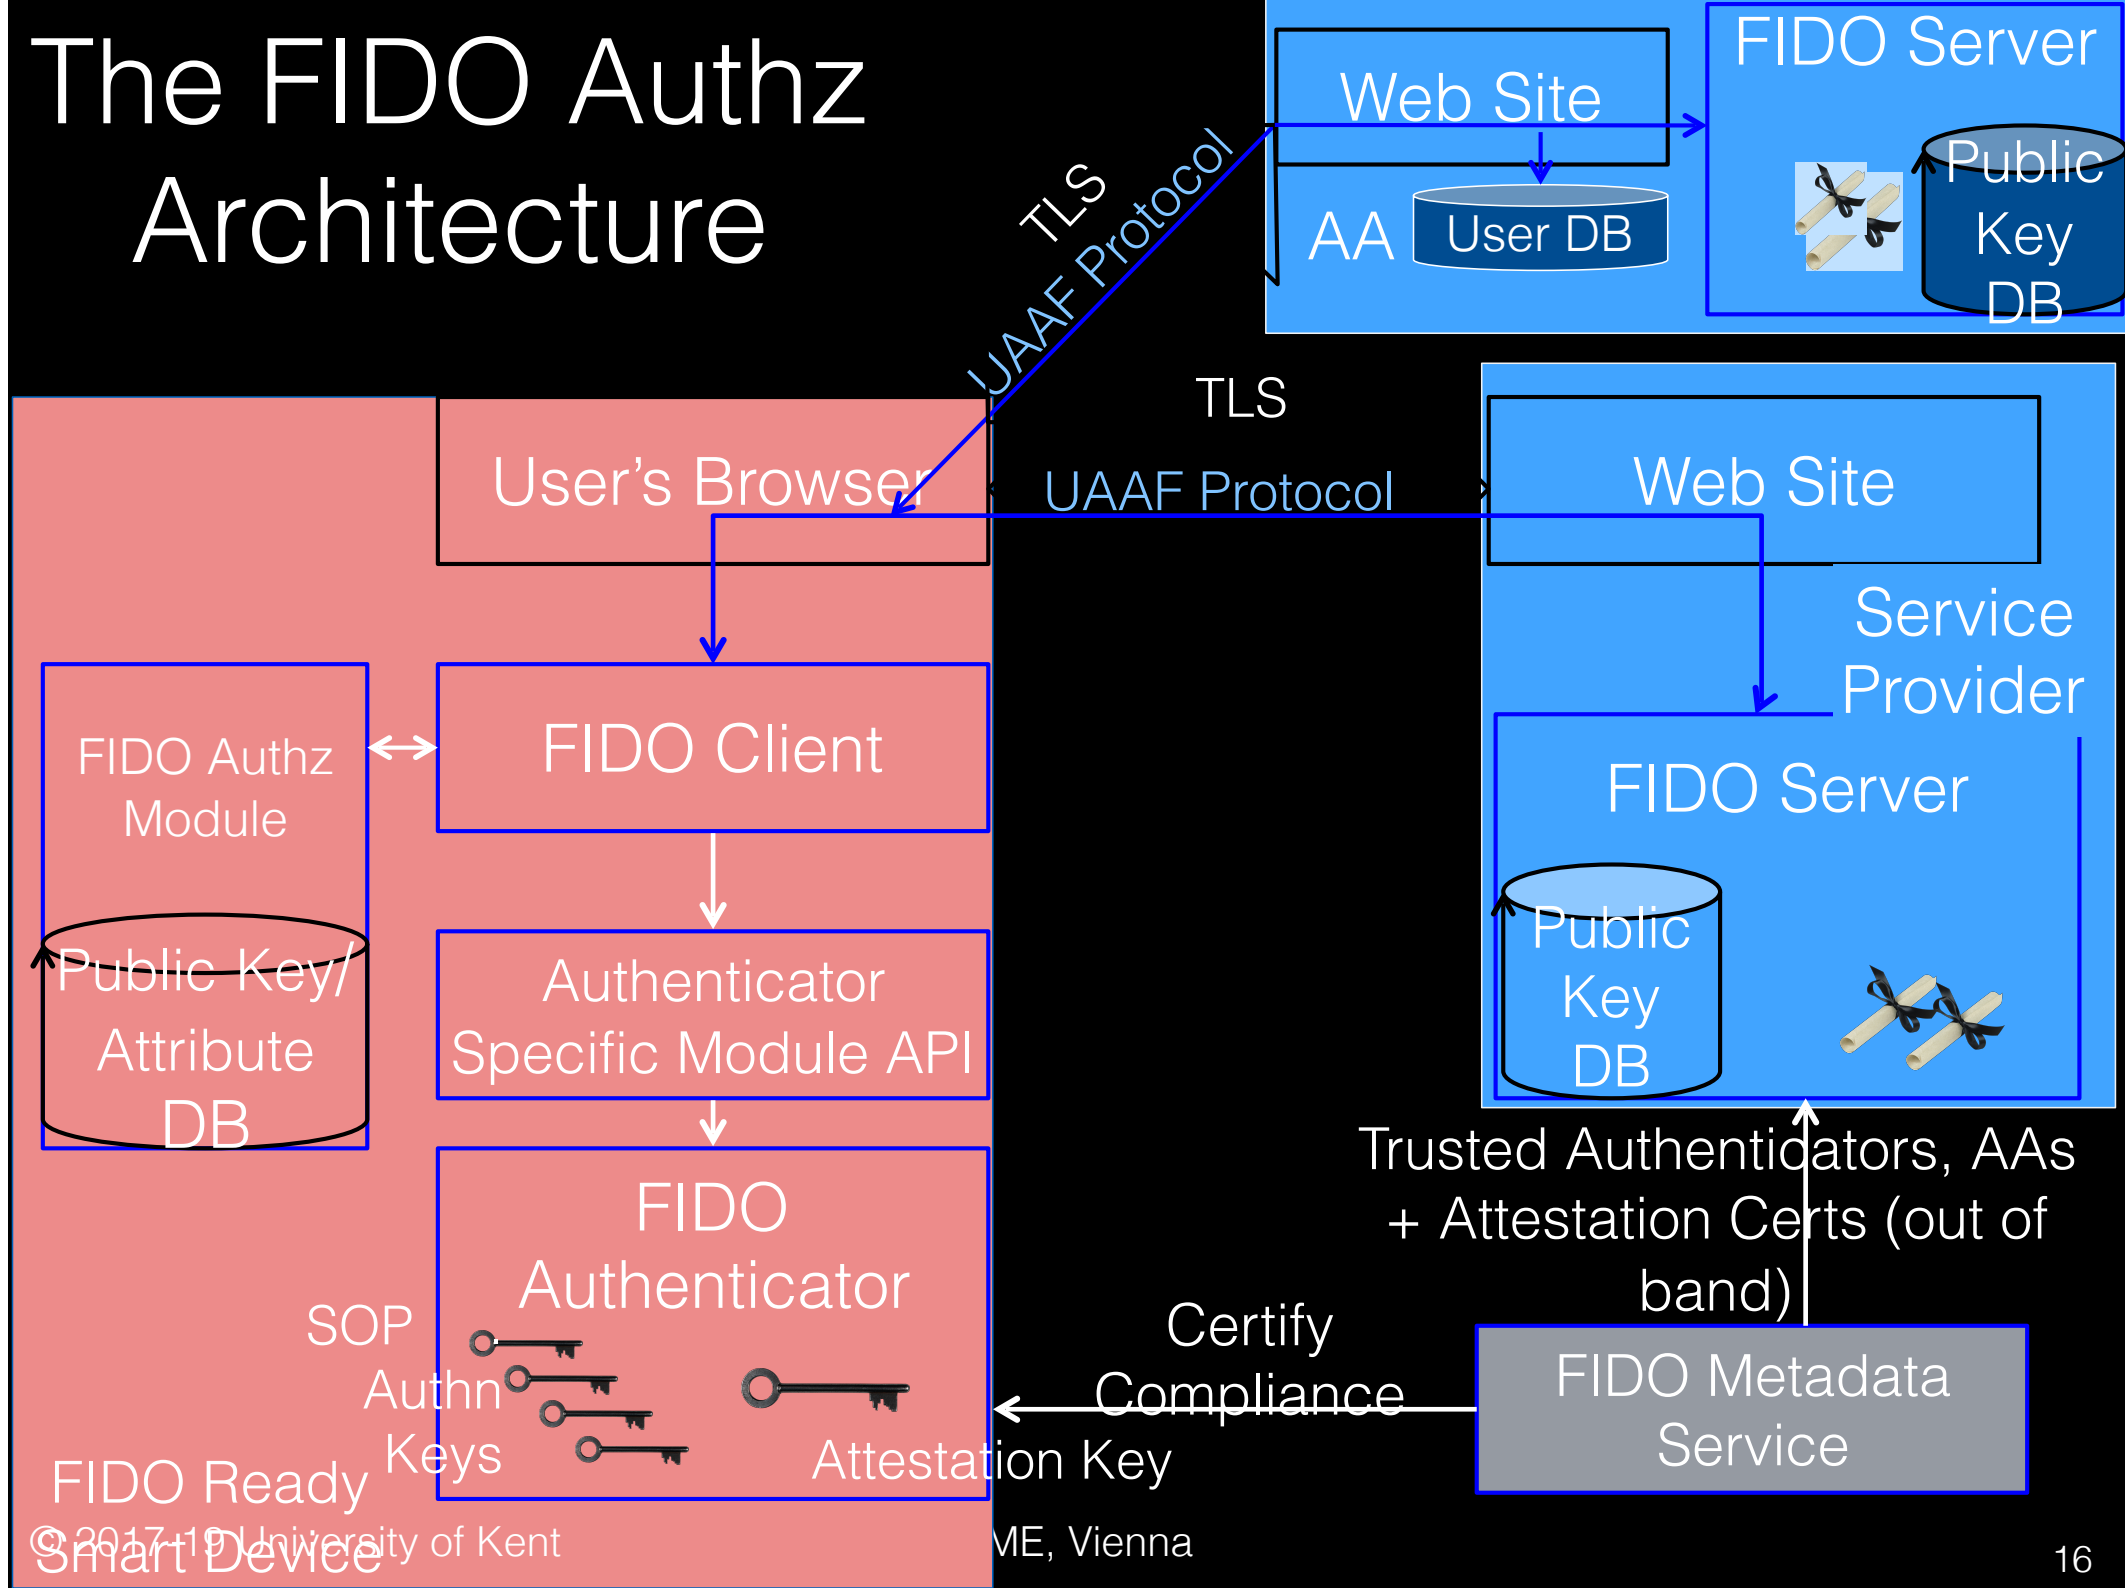 The FIDO Authz
Architecture
Web Site
FIDO Server
AA
User DB
Public
Key
DB
TLS
UAAF Protocol
TLS
UAAF Protocol
User's Browser
Web Site
Service
Provider
FIDO Authz
Module
FIDO Client
FIDO Server
Public Key/
Attribute
DB
Authenticator
Specific Module API
Public
Key
DB
FIDO
Authenticator
SOP
Authn
Keys
Attestation Key
Trusted Authenticators, AAs
+ Attestation Certs (out of
band)
Certify
Compliance
FIDO Metadata
Service
FIDO Ready
Smart Device
© 2017-19 University of Kent
ME, Vienna
16